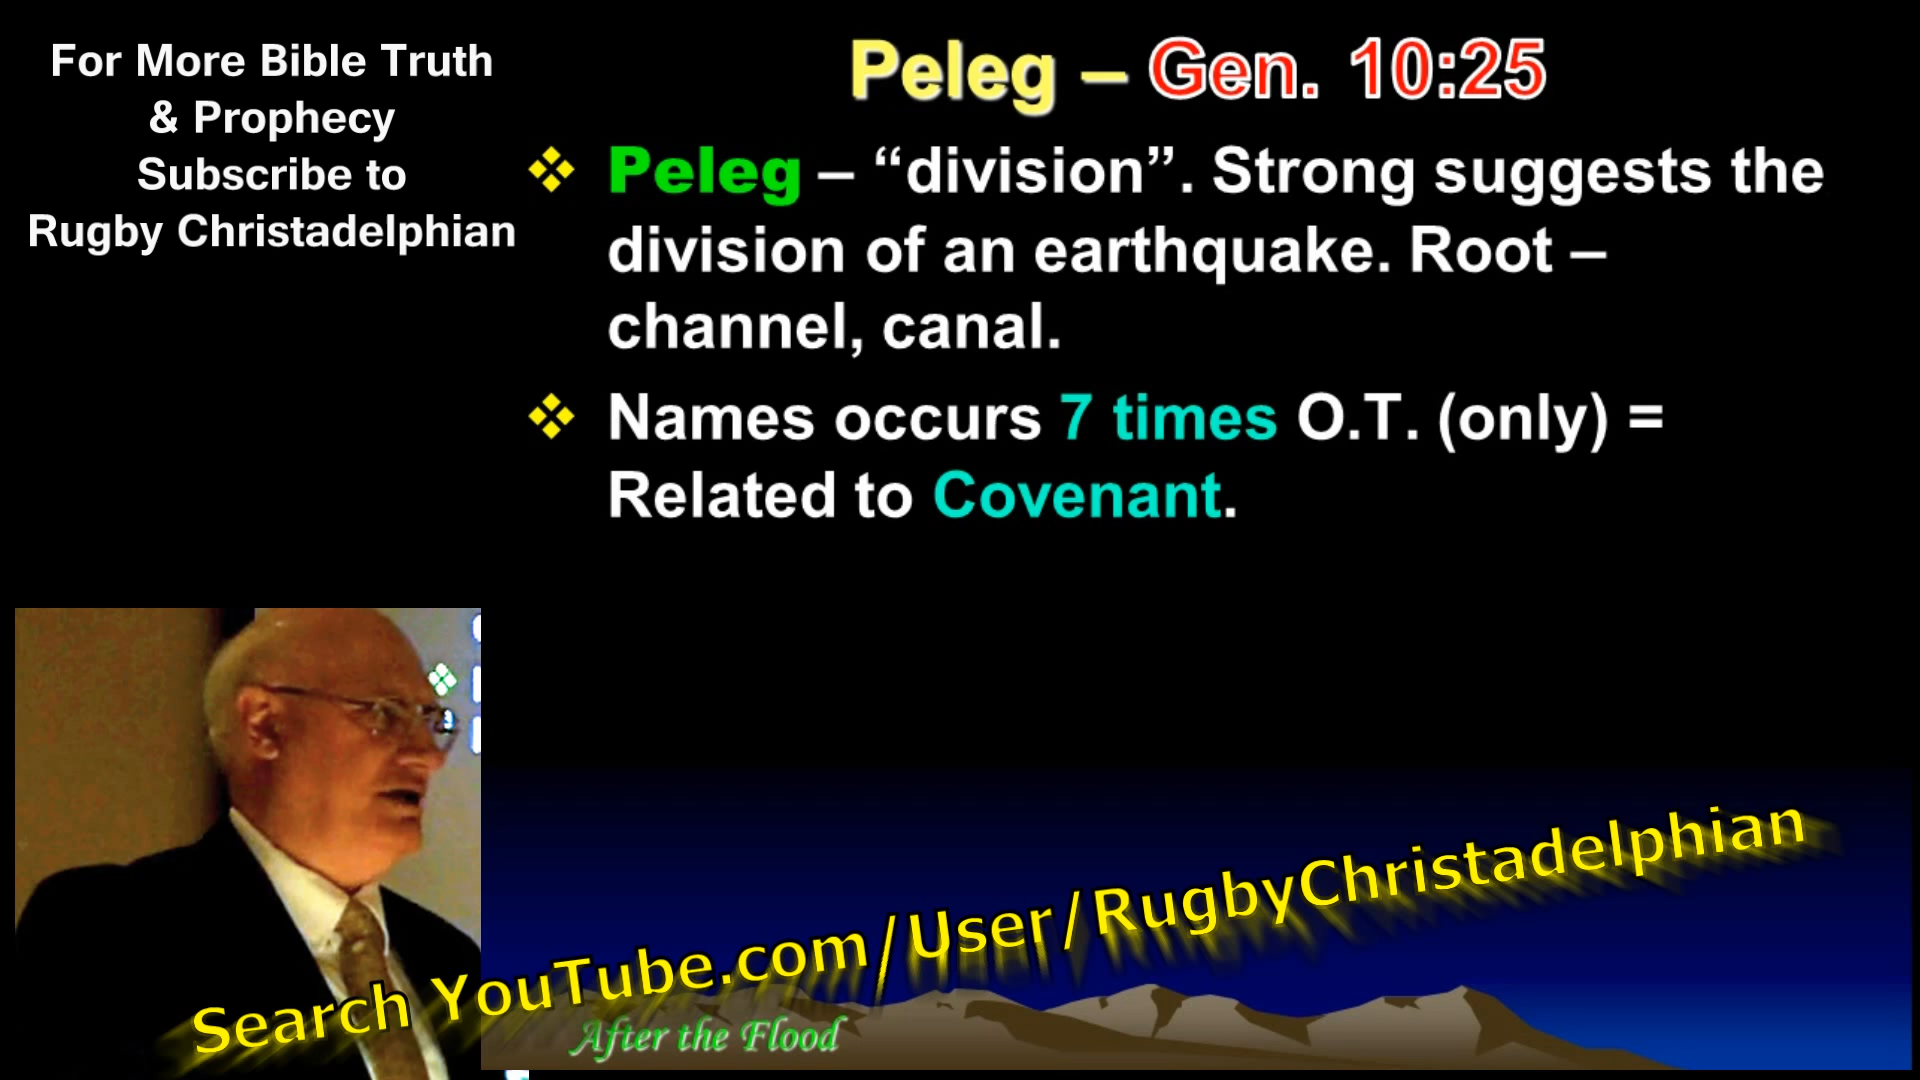 For More Bible Truth
& Prophecy
Subscribe to
Rugby Christadelphian
Peleg – Gen. 10:25
Peleg – “division”. Strong suggests the
division of an earthquake. Root –
channel, canal.
Names occurs 7 times O.T. (only) =
Related to Covenant.
Search YouTube.com/User/RugbyChristadelphian
After the Flood